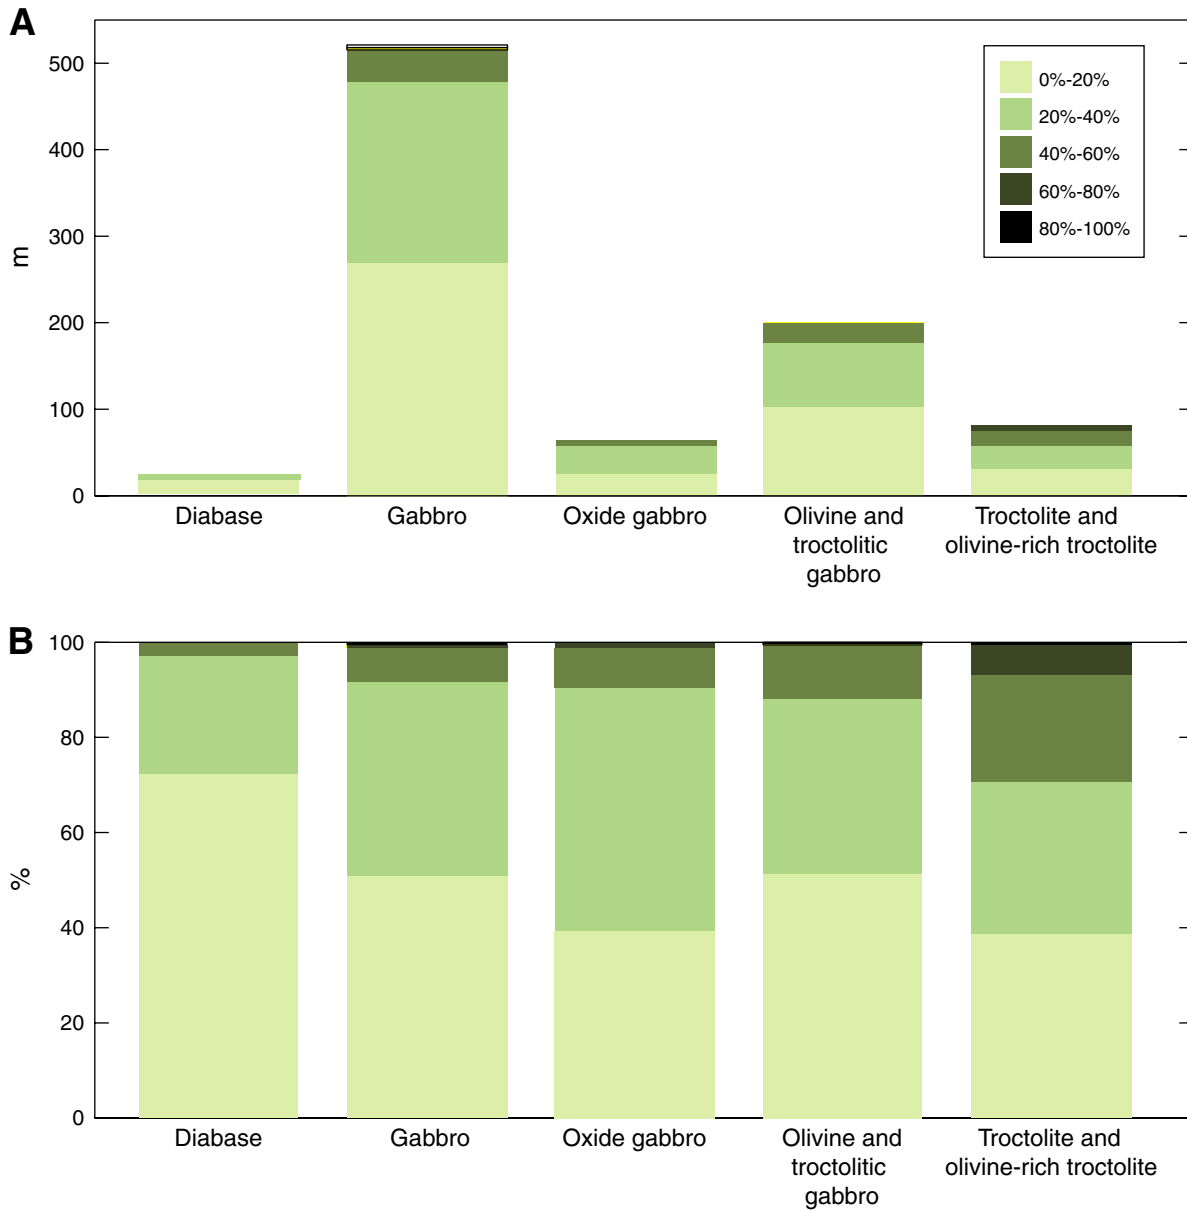 A
500
400
300
200
100
0
m
0%-20%
20%-40%
40%-60%
60%-80%
80%-100%
Diabase
Gabbro
Oxide gabbro
Olivine and
troctolitic
gabbro
Troctolite and
olivine-rich troctolite
B
100
80
60
40
20
0
%
Diabase
Gabbro
Oxide gabbro
Olivine and
troctolitic
gabbro
Troctolite and
olivine-rich troctolite